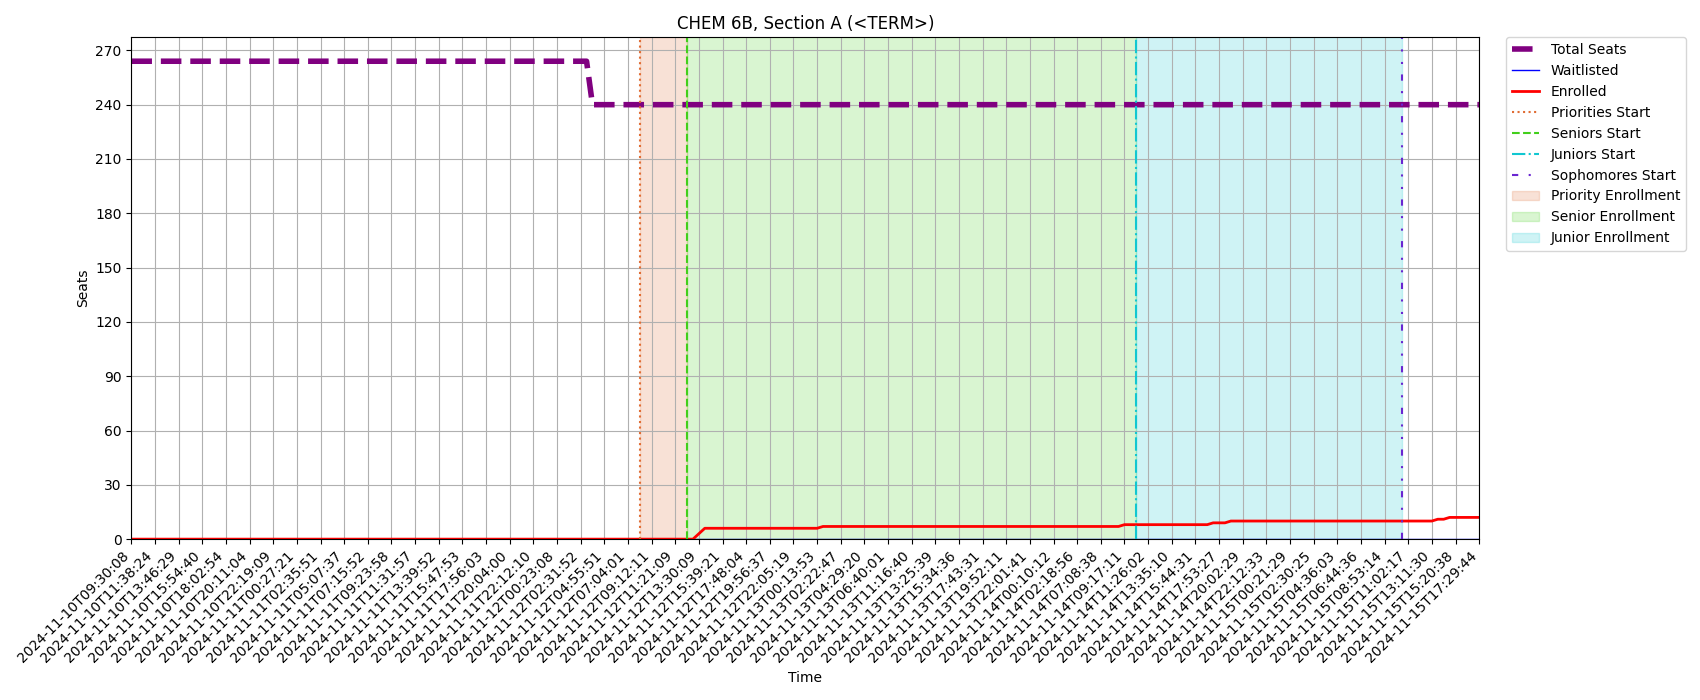 CHEM 6B, Section A (<TERM>)
270
240
210
180
150
120
90
60
30
0
Seats
2024-11-10T09:30:08
2024-11-10T11:38:24
2024-11-10T13:46:29
2024-11-10T15:54:40
2024-11-10T18:02:54
2024-11-10T20:11:04
2024-11-10T22:19:09
2024-11-11T00:27:21
2024-11-11T02:35:51
2024-11-11T05:07:37
2024-11-11T07:15:52
2024-11-11T09:23:58
2024-11-11T11:31:57
2024-11-11T13:39:52
2024-11-11T15:47:53
2024-11-11T17:56:03
2024-11-11T20:04:00
2024-11-11T22:12:10
2024-11-12T00:23:08
2024-11-12T02:31:52
2024-11-12T04:55:51
2024-11-12T07:04:01
2024-11-12T09:12:11
2024-11-12T11:21:09
2024-11-12T13:30:09
2024-11-12T15:39:21
2024-11-12T17:48:04
2024-11-12T19:56:37
2024-11-12T22:05:19
2024-11-13T00:13:53
2024-11-13T02:22:47
2024-11-13T04:29:20
2024-11-13T06:40:01
2024-11-13T11:16:40
2024-11-13T13:25:39
2024-11-13T15:34:36
2024-11-13T17:43:31
2024-11-13T19:52:11
2024-11-13T22:01:41
2024-11-14T00:10:12
2024-11-14T02:18:56
2024-11-14T07:08:38
2024-11-14T09:17:11
2024-11-14T11:26:02
2024-11-14T13:35:10
2024-11-14T15:44:31
2024-11-14T17:53:27
2024-11-14T20:02:29
2024-11-14T22:12:33
2024-11-15T00:21:29
2024-11-15T02:30:25
2024-11-15T04:36:03
2024-11-15T06:44:36
2024-11-15T08:53:14
2024-11-15T11:02:17
2024-11-15T13:11:30
2024-11-15T15:20:38
2024-11-15T17:29:44
Time
Total Seats
Waitlisted
Enrolled
Priorities Start
Seniors Start
Juniors Start
Sophomores Start
Priority Enrollment
Senior Enrollment
Junior Enrollment